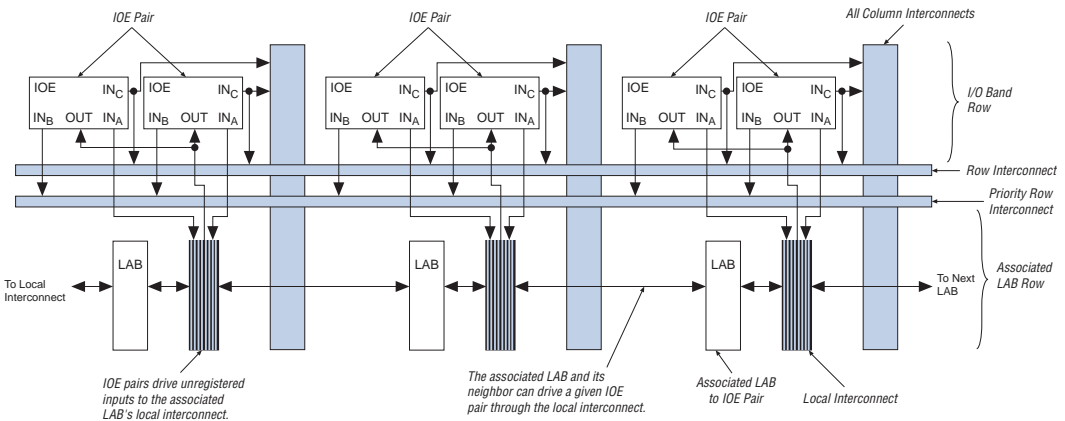 IOE Pair
IOE Pair
IOE Pair
All Column Interconnects
IOE
INC
IOE
INC
IOE
INC
IOE
INC
IOE
INC
IOE
INC
INB OUT INA
INB OUT INA
INB OUT INA
INB OUT INA
INB OUT INA
INB OUT INA
I/O Band
Row
Row Interconnect
Priority Row
Interconnect
LAB
LAB
LAB
To Local
Interconnect
To Next
LAB
Associated
LAB Row
IOE pairs drive unregistered
inputs to the associated
LAB's local interconnect.
The associated LAB and its
neighbor can drive a given IOE
pair through the local interconnect.
Associated LAB
to IOE Pair
Local Interconnect